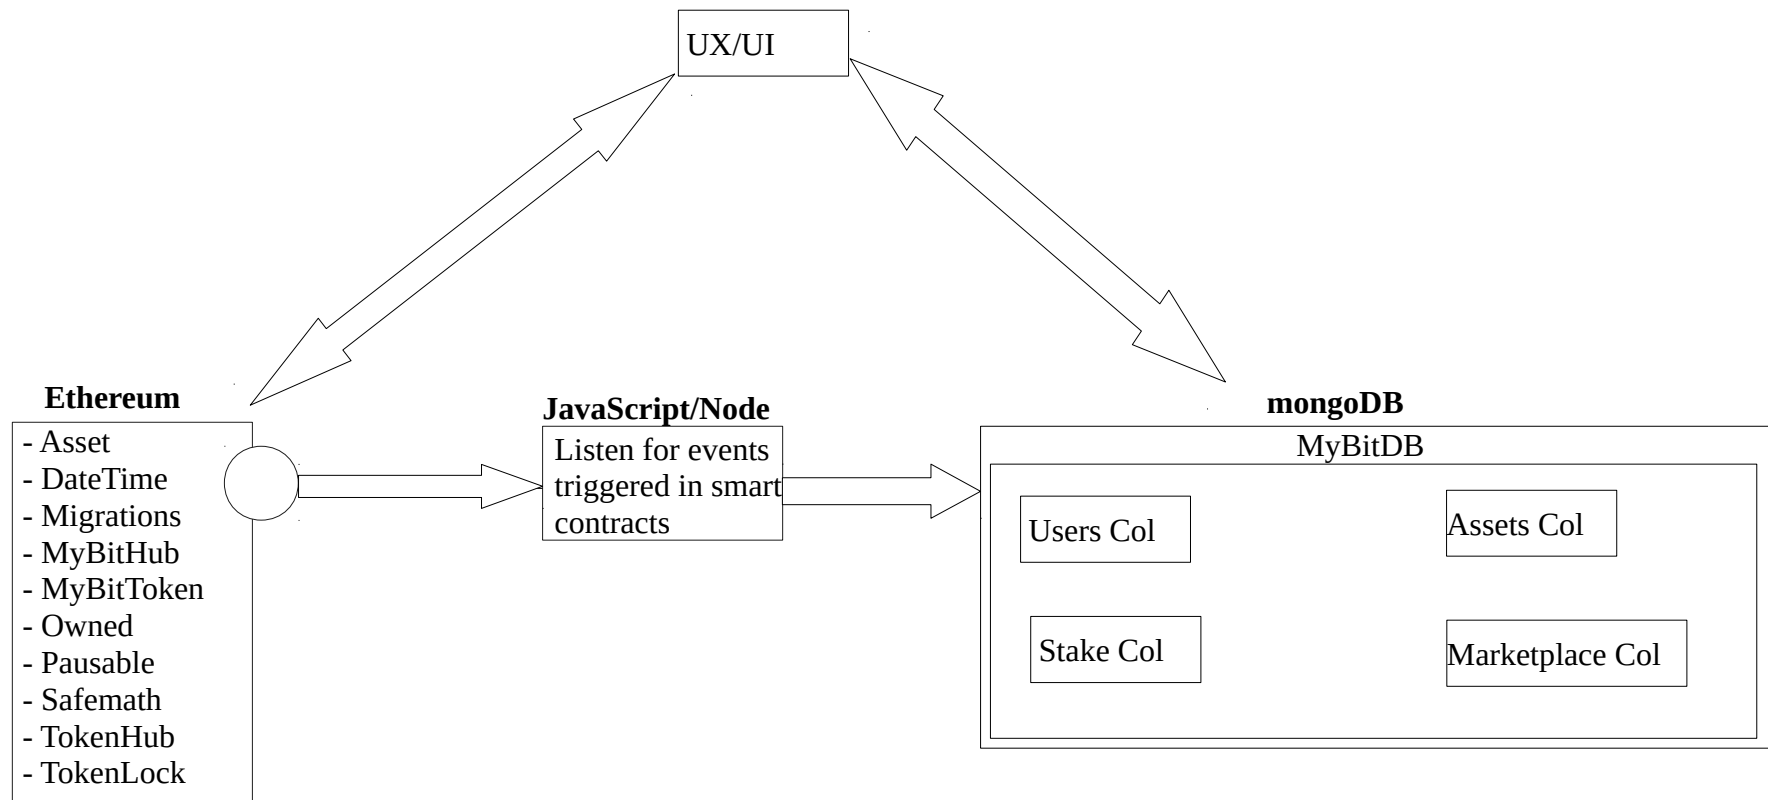 UX/UI
Ethereum
- Asset
- DateTime
- Migrations
- MyBitHub
- MyBitToken
- Owned
- Pausable
- Safemath
- TokenHub
- TokenLock
JavaScript/Node
Listen for events
triggered in smart
contracts
mongoDB
MyBitDB
Users Col
Assets Col
Stake Col
Marketplace Col